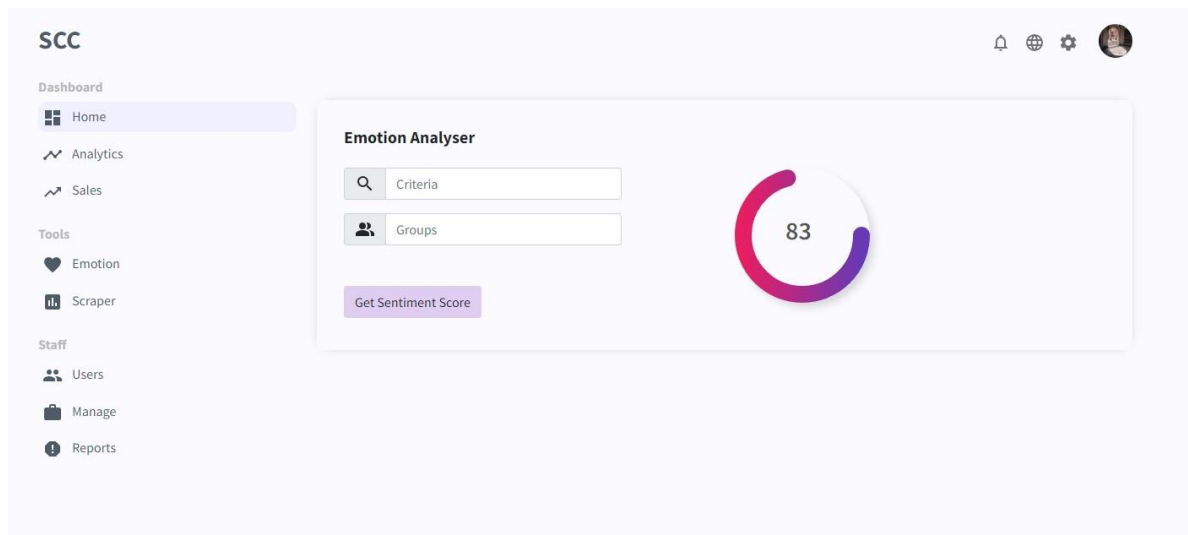 SCC
Dashboard
Home
Analytics
Sales
Tools
Emotion
Scraper
Staff
Users
Manage
Reports
Emotion Analyser
Criteria
Groups
Get Sentiment Score
83